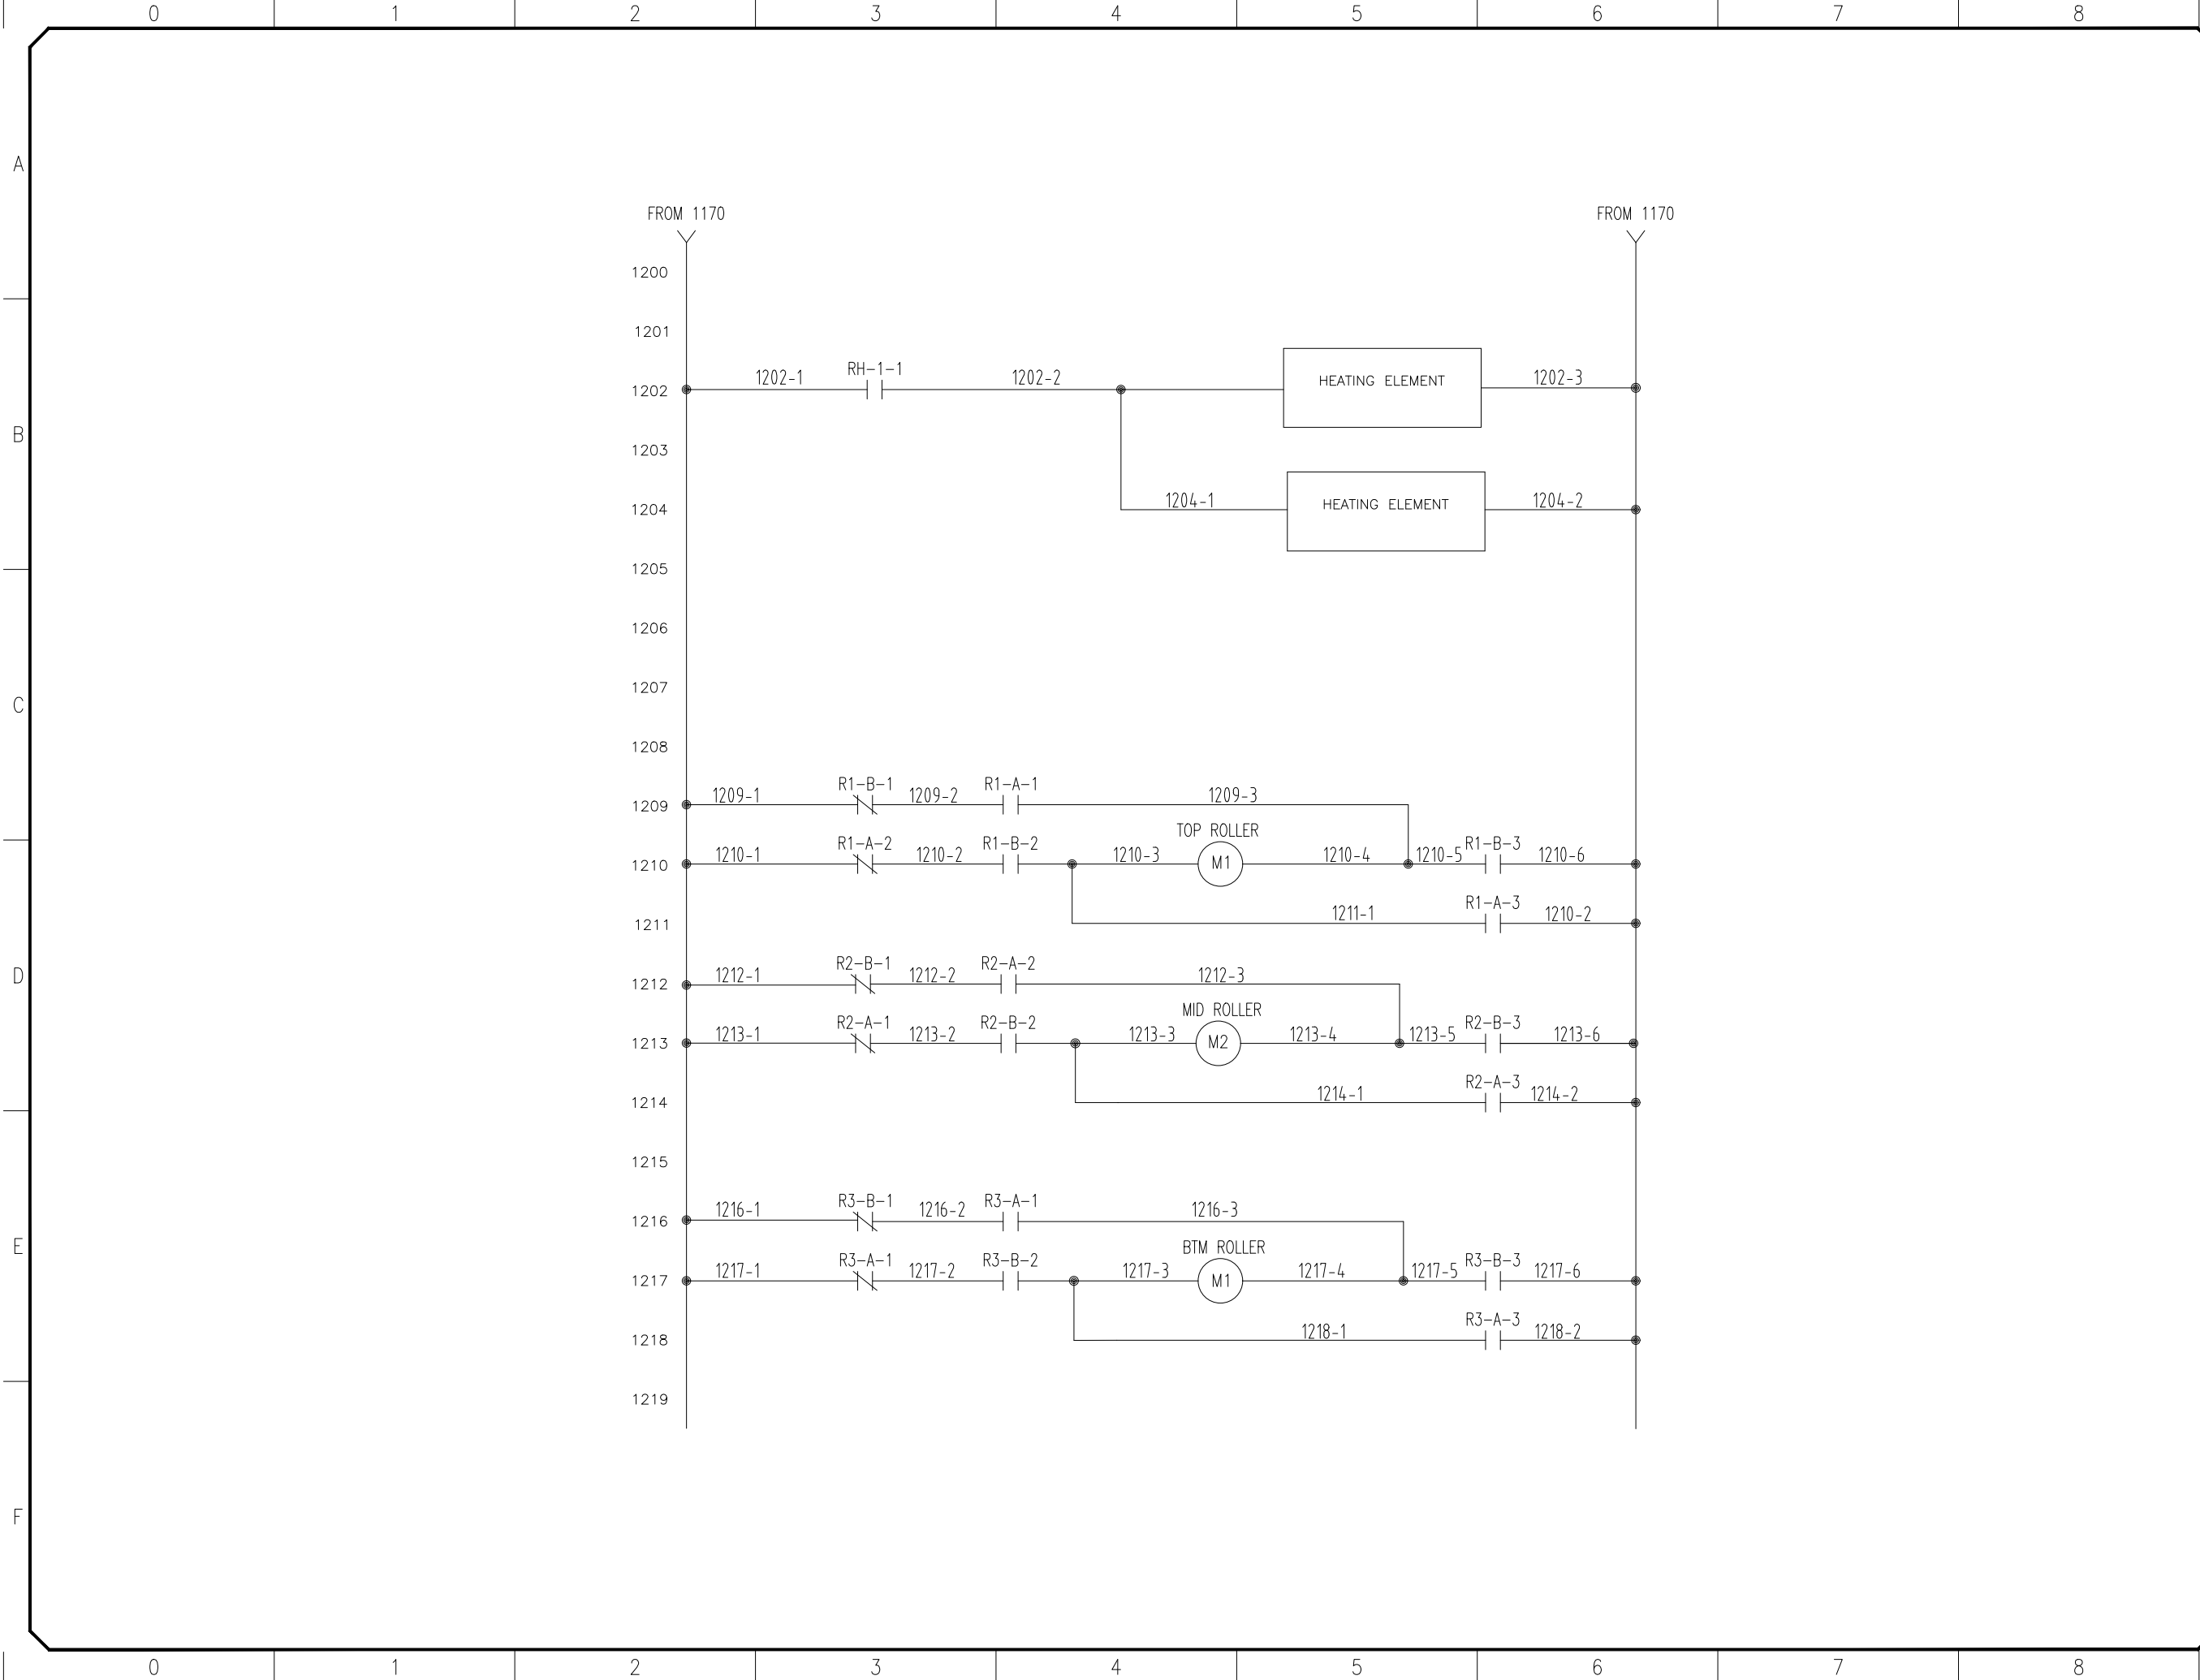 0 1 2 3 4 5 6 7 8
A
FROM 1170 FROM 1170
1200
1201
RH-1-1
1202 1202-1 1202-2 HEATING ELEMENT 1202-3
B
1203
1204 1204-1 HEATING ELEMENT 1204-2
1205
1206
1207
C
1208
R1-B-1 R1-A-1
1209 1209-1 1209-2 1209-3
TOP ROLLER
R1-A-2 R1-B-2 R1-B-3
1210 1210-1 1210-2 1210-3 M1 1210-4 1210-5 1210-6
R1-A-3
1211 1211-1 1210-2
R2-B-1 R2-A-2
D
1212 1212-1 1212-2 1212-3
MID ROLLER
R2-A-1 R2-B-2 R2-B-3
1213 1213-1 1213-2 1213-3 M2 1213-4 1213-5 1213-6
R2-A-3
1214 1214-1 1214-2
1215
R3-B-1 R3-A-1
1216 1216-1 1216-2 1216-3
E
BTM ROLLER
R3-A-1 R3-B-2 R3-B-3
1217 1217-1 1217-2 1217-3 M1 1217-4 1217-5 1217-6
R3-A-3
1218 1218-1 1218-2
1219
F
0 1 2 3 4 5 6 7 8